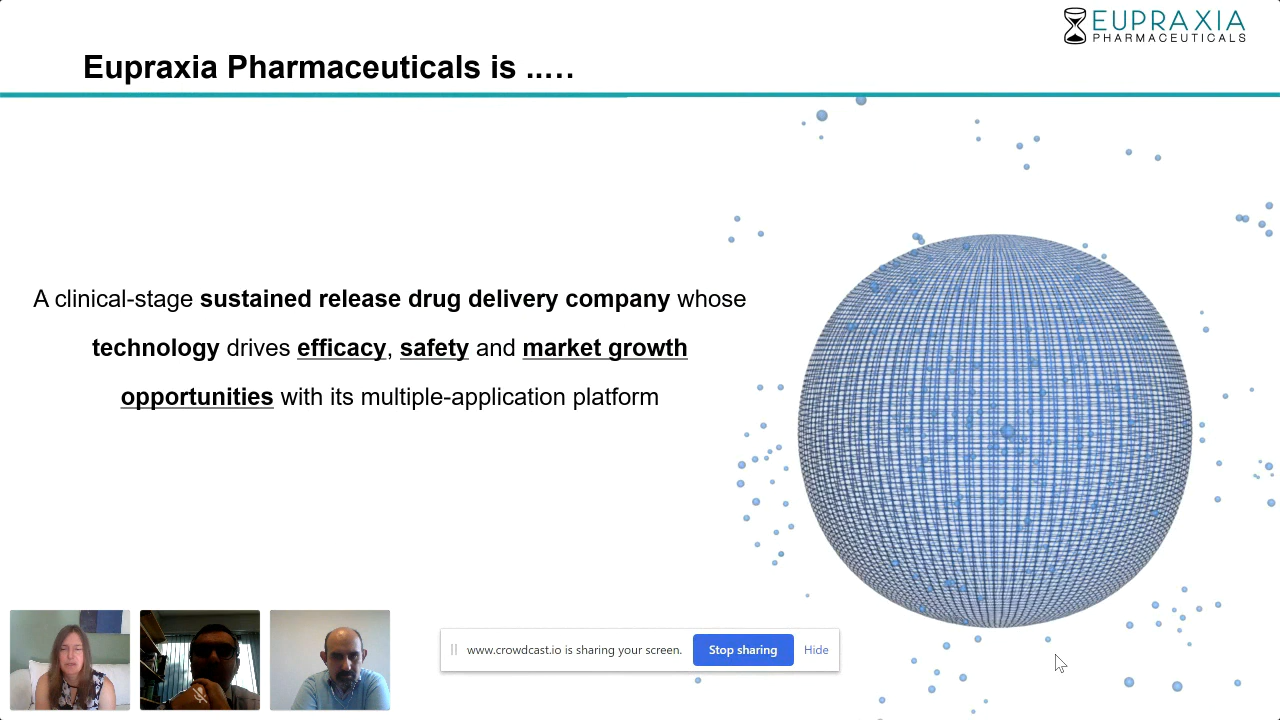 EUPRAXIA
PHARMACEUTICALS
Eupraxia Pharmaceuticals is ..…
A clinical-stage sustained release drug delivery company whose
technology drives efficacy, safety and market growth
opportunities with its multiple-application platform
www.crowdcast.io is sharing your screen.
Stop sharing
Hide